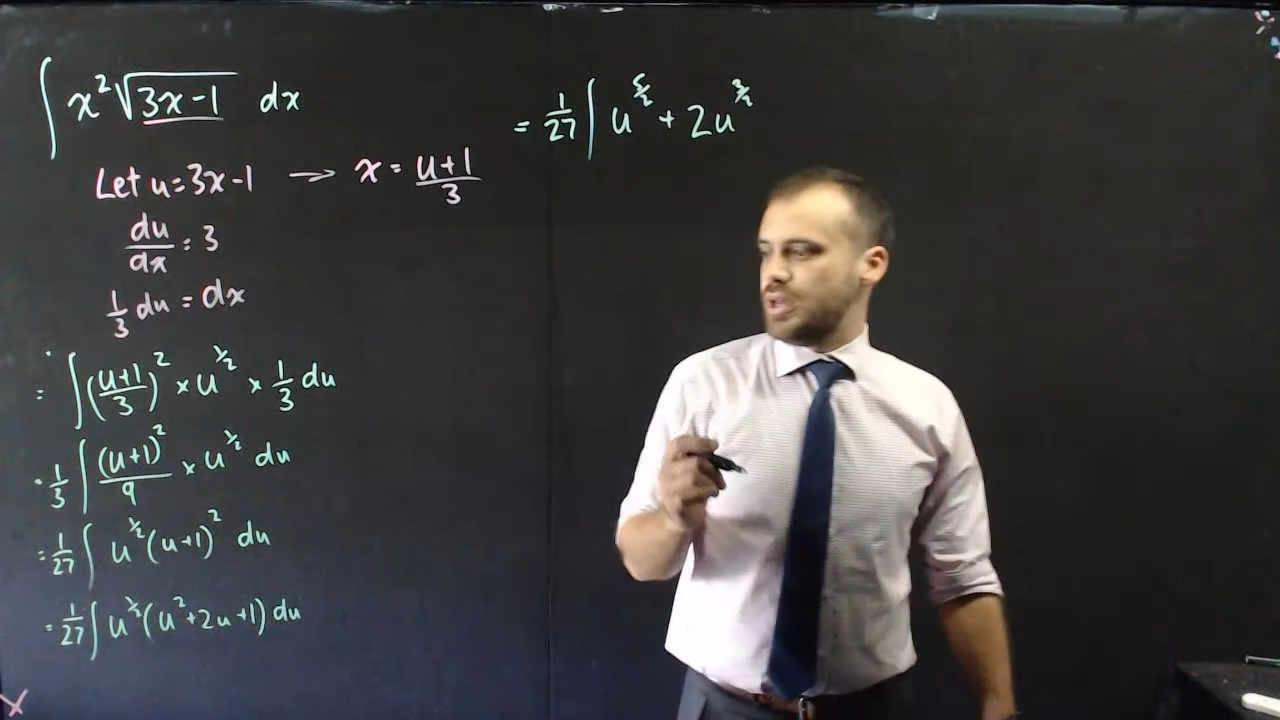 ∫ x²√(3x-1) dx
Let u=3x-1 → x = (u+1)/3
du/dx = 3
1/3 du = dx
= ∫ ((u+1)/3)² × u^(1/2) × 1/3 du
= 1/3 ∫ (u+1)²/9 × u^(1/2) du
= 1/27 ∫ u^(1/2) (u+1)² du
= 1/27 ∫ u^(1/2) (u²+2u+1) du
= 1/27 ∫ u^(5/2) + 2u^(3/2)